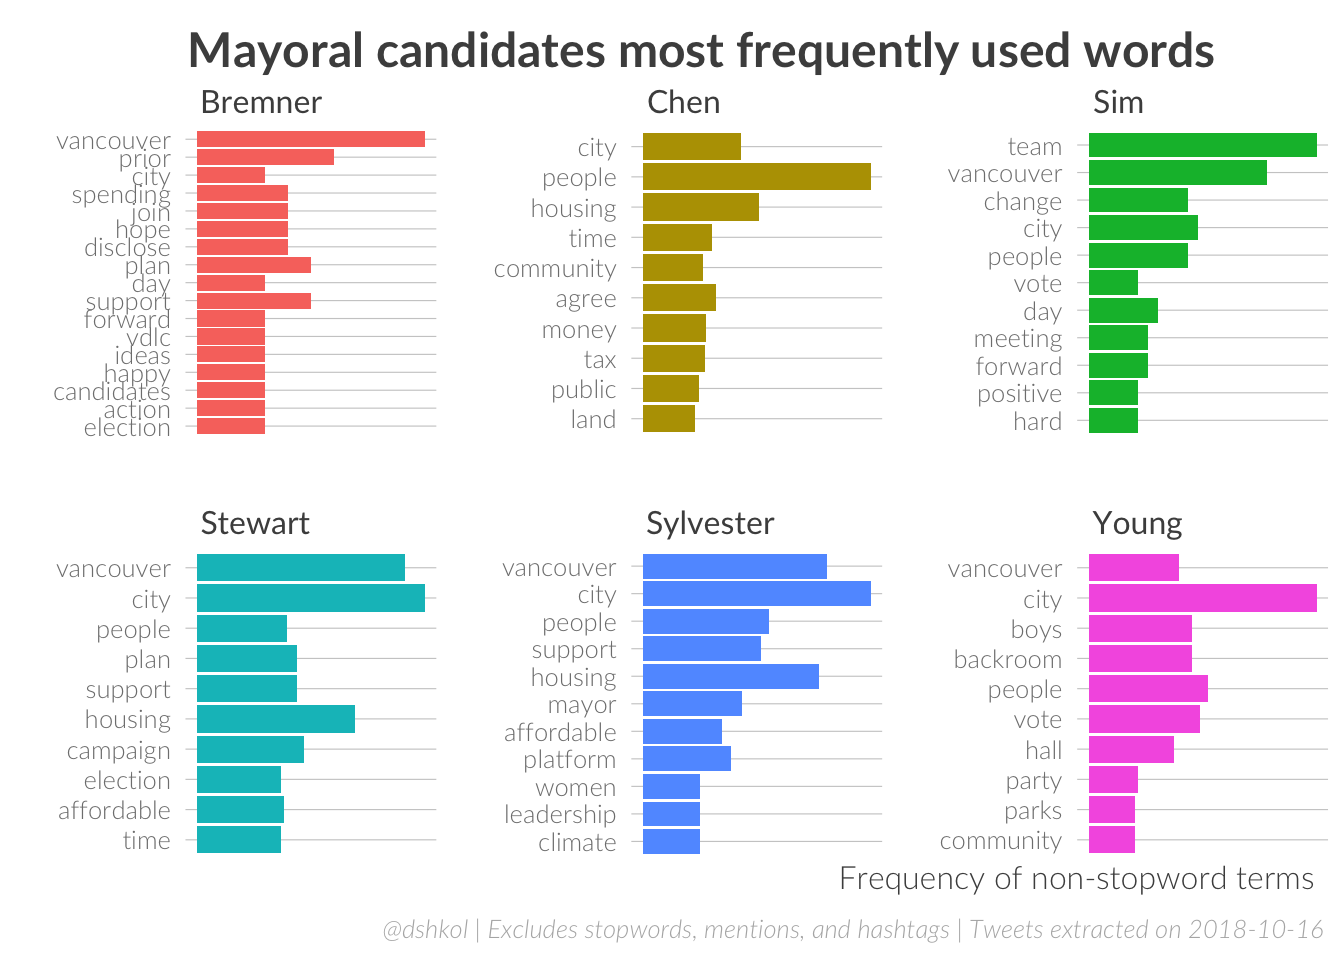 Mayoral candidates most frequently used words
Bremner
vancouver
prior
city
spending
join
hope
disclose
plan
day
support
forward
ydlc
ideas
happy
candidates
action
election
Chen
city
people
housing
time
community
agree
money
tax
public
land
Sim
team
vancouver
change
city
people
vote
day
meeting
forward
positive
hard
Stewart
vancouver
city
people
plan
support
housing
campaign
election
affordable
time
Sylvester
vancouver
city
people
support
housing
mayor
affordable
platform
women
leadership
climate
Young
vancouver
city
boys
backroom
people
vote
hall
party
parks
community
Frequency of non-stopword terms
@dshkol | Excludes stopwords, mentions, and hashtags | Tweets extracted on 2018-10-16